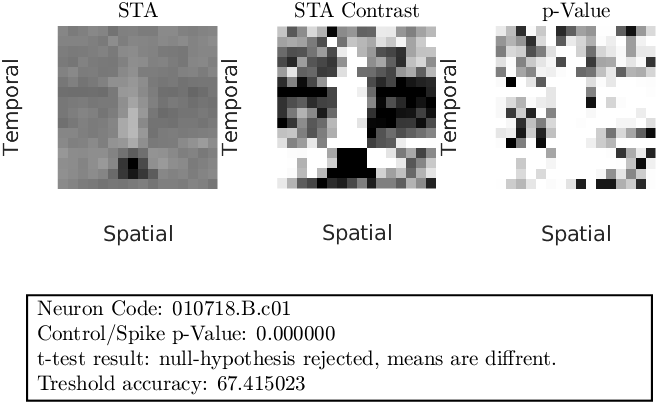 STA
STA Contrast
p-Value
Temporal
Temporal
Temporal
Spatial
Spatial
Spatial
Neuron Code: 010718.B.c01
Control/Spike p-Value: 0.000000
t-test result: null-hypothesis rejected, means are diffrent.
Treshold accuracy: 67.415023